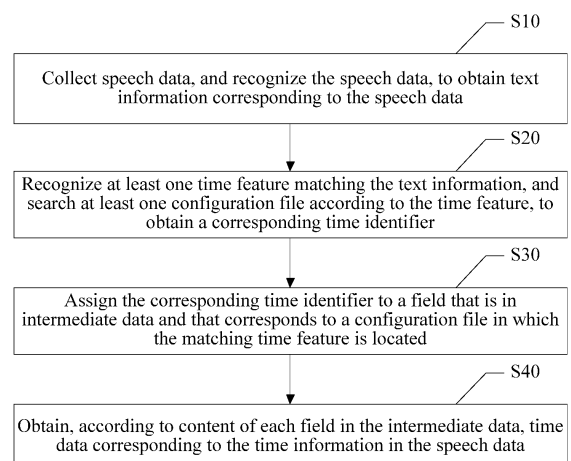 S10
Collect speech data, and recognize the speech data, to obtain text
information corresponding to the speech data
S20
Recognize at least one time feature matching the text information, and
search at least one configuration file according to the time feature, to
obtain a corresponding time identifier
S30
Assign the corresponding time identifier to a field that is in
intermediate data and that corresponds to a configuration file in which
the matching time feature is located
S40
Obtain, according to content of each field in the intermediate data, time
data corresponding to the time information in the speech data